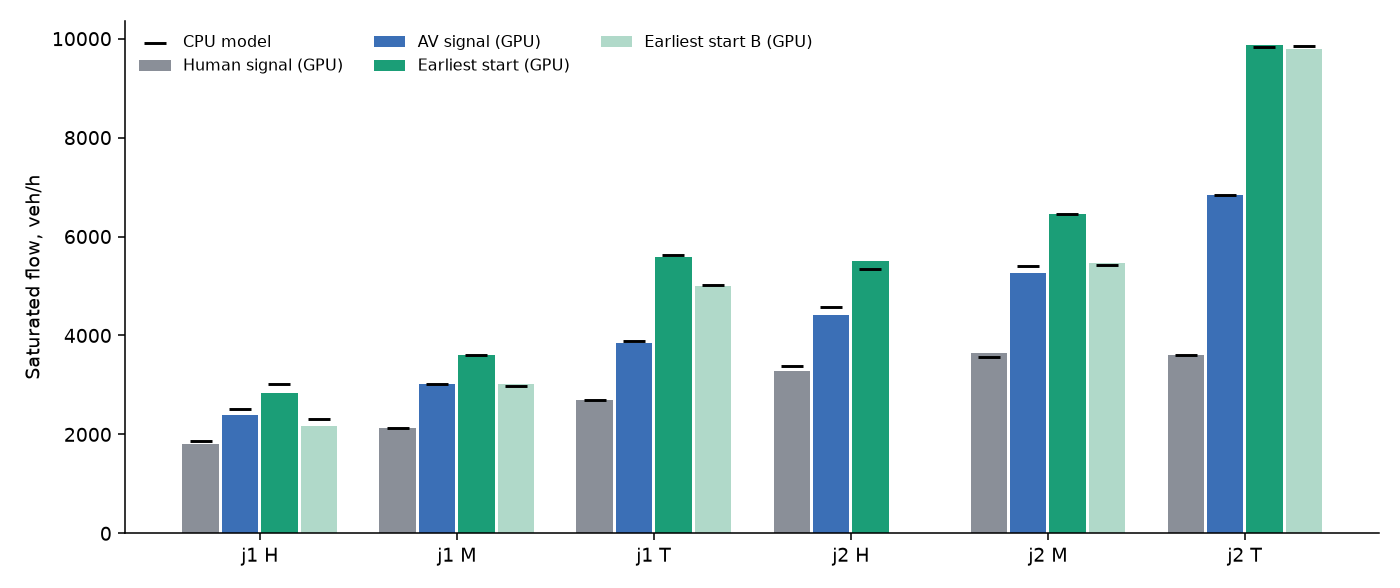 CPU model
Human signal (GPU)
AV signal (GPU)
Earliest start (GPU)
Earliest start B (GPU)
Saturated flow, veh/h
10000
8000
6000
4000
2000
0
j1 H
j1 M
j1 T
j2 H
j2 M
j2 T